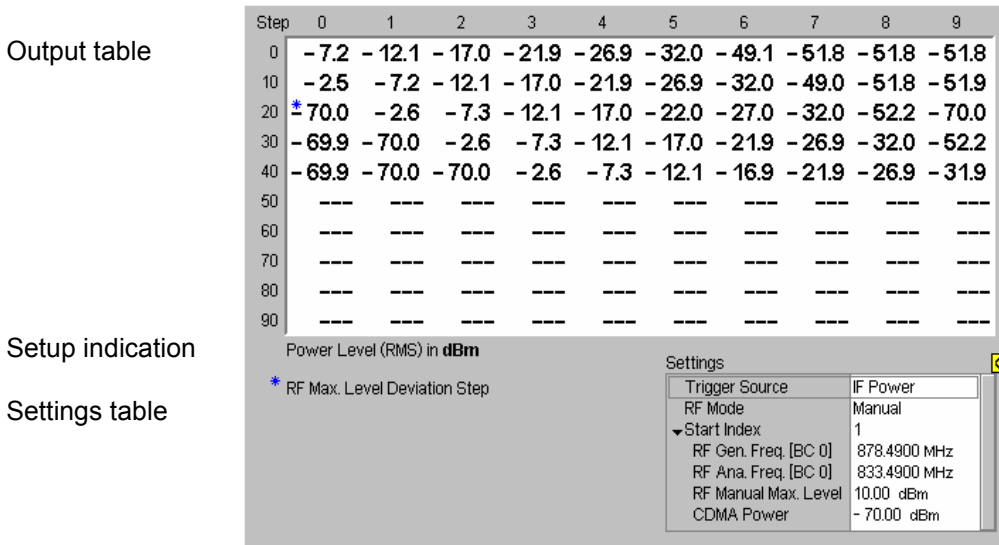 Step 0 1 2 3 4 5 6 7 8 9
Output table
0 - 7.2 - 12.1 - 17.0 - 21.9 - 26.9 - 32.0 - 49.1 - 51.8 - 51.8 - 51.8
10 - 2.5 - 7.2 - 12.1 - 17.0 - 21.9 - 26.9 - 32.0 - 49.0 - 51.8 - 51.9
20 * - 70.0 - 2.6 - 7.3 - 12.1 - 17.0 - 22.0 - 27.0 - 32.0 - 52.2 - 70.0
30 - 69.9 - 70.0 - 2.6 - 7.3 - 12.1 - 17.0 - 21.9 - 26.9 - 32.0 - 52.2
40 - 69.9 - 70.0 - 70.0 - 2.6 - 7.3 - 12.1 - 16.9 - 21.9 - 26.9 - 31.9
50 --- --- --- --- --- --- --- --- --- ---
60 --- --- --- --- --- --- --- --- --- ---
70 --- --- --- --- --- --- --- --- --- ---
80 --- --- --- --- --- --- --- --- --- ---
90 --- --- --- --- --- --- --- --- --- ---
Setup indication
Power Level (RMS) in dBm
* RF Max. Level Deviation Step
Settings table
Settings
Trigger Source IF Power
RF Mode Manual
Start Index 1
RF Gen. Freq. [BC 0] 878.4900 MHz
RF Ana. Freq. [BC 0] 833.4900 MHz
RF Manual Max. Level 10.00 dBm
CDMA Power - 70.00 dBm